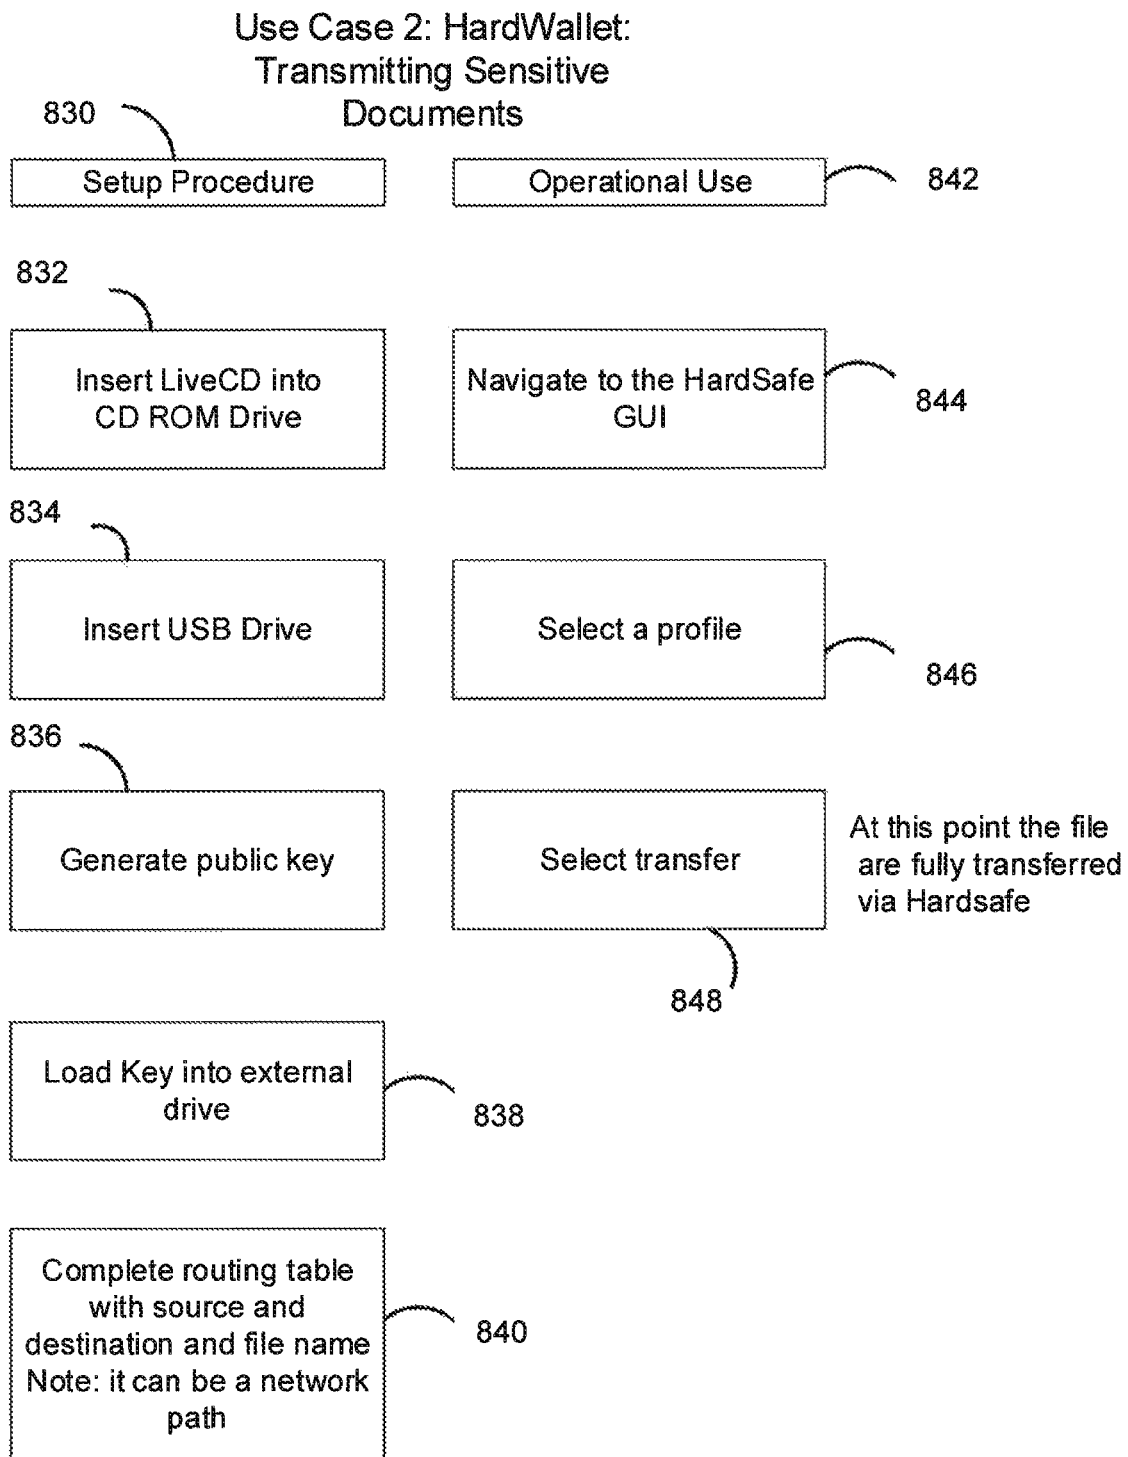 Use Case 2: HardWallet:
Transmitting Sensitive
Documents
830
Setup Procedure
Operational Use
842
832
Insert LiveCD into
CD ROM Drive
Navigate to the HardSafe
GUI
844
834
Insert USB Drive
Select a profile
846
836
Generate public key
Select transfer
At this point the file
are fully transferred
via Hardsafe
848
Load Key into external
drive
838
Complete routing table
with source and
destination and file name
Note: it can be a network
path
840